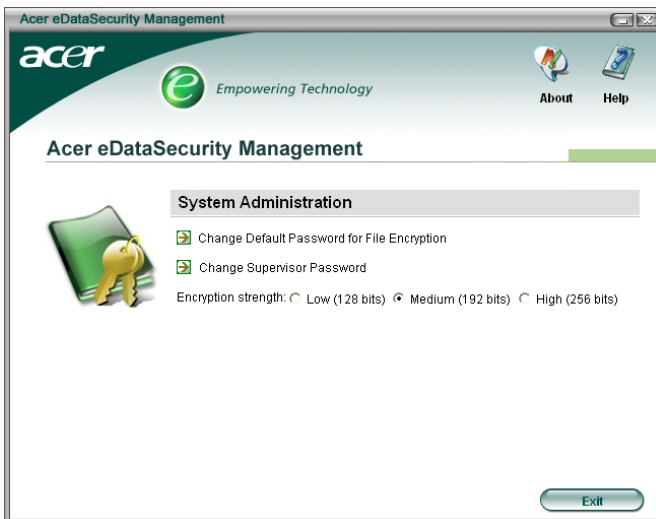 Acer eDataSecurity Management
acer
e Empowering Technology
About Help
Acer eDataSecurity Management
System Administration
Change Default Password for File Encryption
Change Supervisor Password
Encryption strength: Low (128 bits) Medium (192 bits) High (256 bits)
Exit